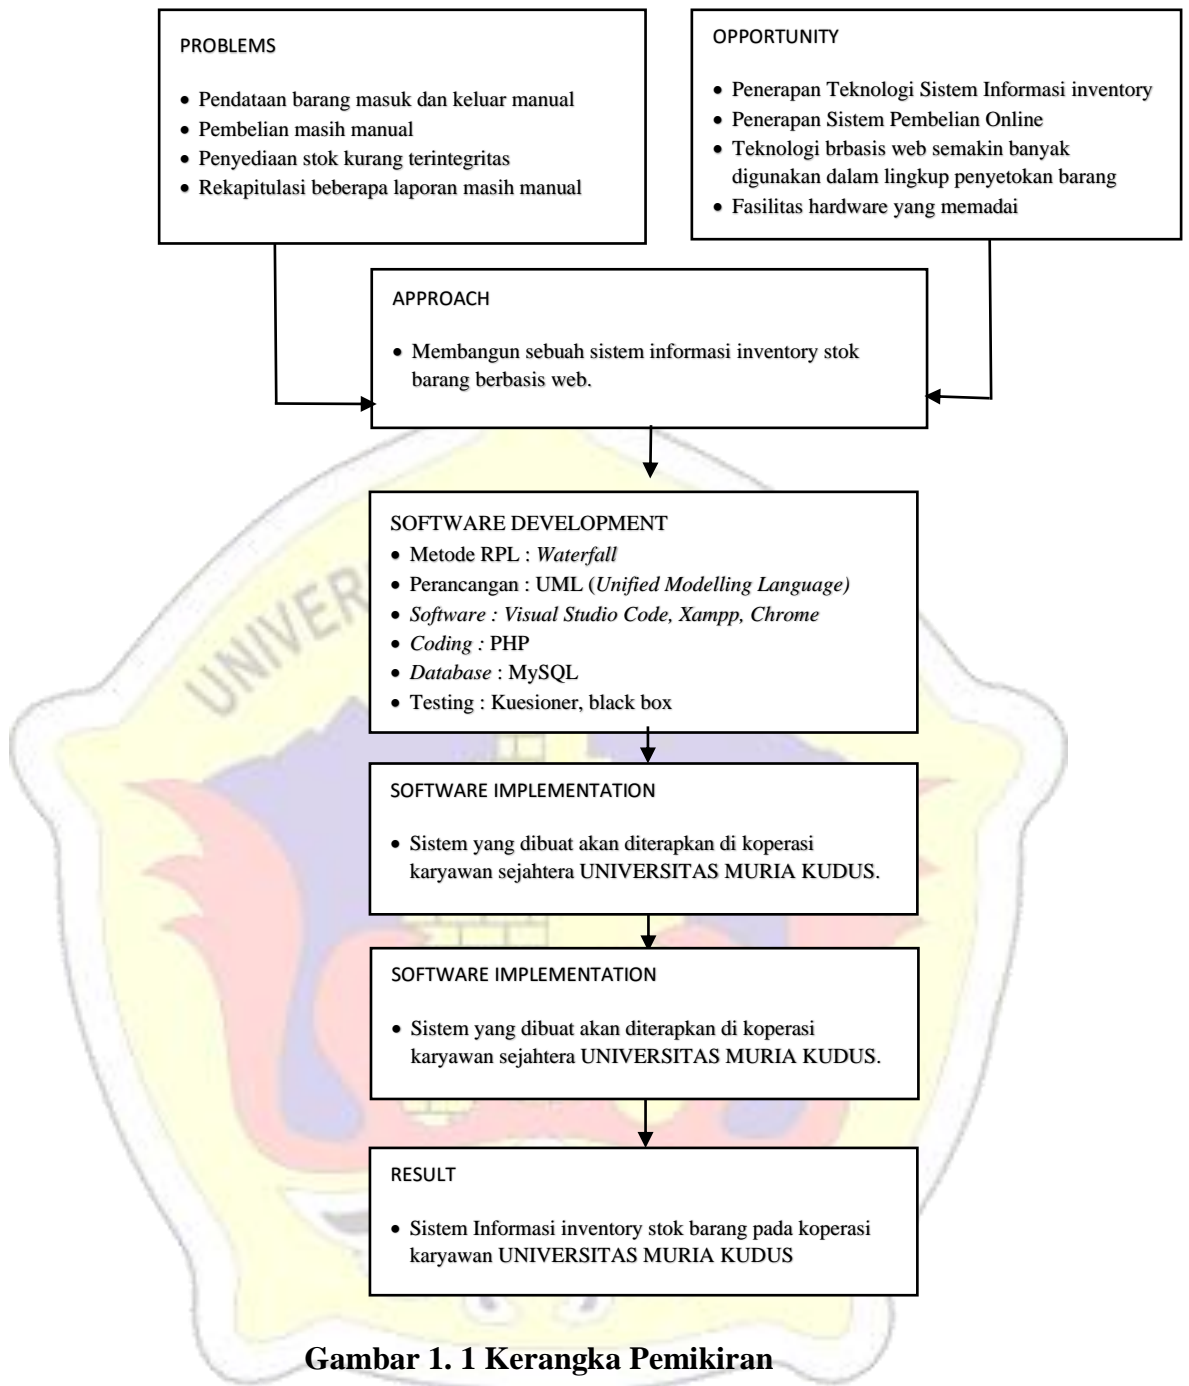 PROBLEMS
• Pendataan barang masuk dan keluar manual
• Pembelian masih manual
• Penyediaan stok kurang terintegritas
• Rekapitulasi beberapa laporan masih manual
OPPORTUNITY
• Penerapan Teknologi Sistem Informasi inventory
• Penerapan Sistem Pembelian Online
• Teknologi brbasis web semakin banyak
digunakan dalam lingkup penyetokan barang
• Fasilitas hardware yang memadai
APPROACH
• Membangun sebuah sistem informasi inventory stok
barang berbasis web.
SOFTWARE DEVELOPMENT
• Metode RPL : Waterfall
• Perancangan : UML (Unified Modelling Language)
• Software : Visual Studio Code, Xampp, Chrome
• Coding : PHP
• Database : MySQL
• Testing : Kuesioner, black box
SOFTWARE IMPLEMENTATION
• Sistem yang dibuat akan diterapkan di koperasi
karyawan sejahtera UNIVERSITAS MURIA KUDUS.
SOFTWARE IMPLEMENTATION
• Sistem yang dibuat akan diterapkan di koperasi
karyawan sejahtera UNIVERSITAS MURIA KUDUS.
RESULT
• Sistem Informasi inventory stok barang pada koperasi
karyawan UNIVERSITAS MURIA KUDUS
Gambar 1. 1 Kerangka Pemikiran